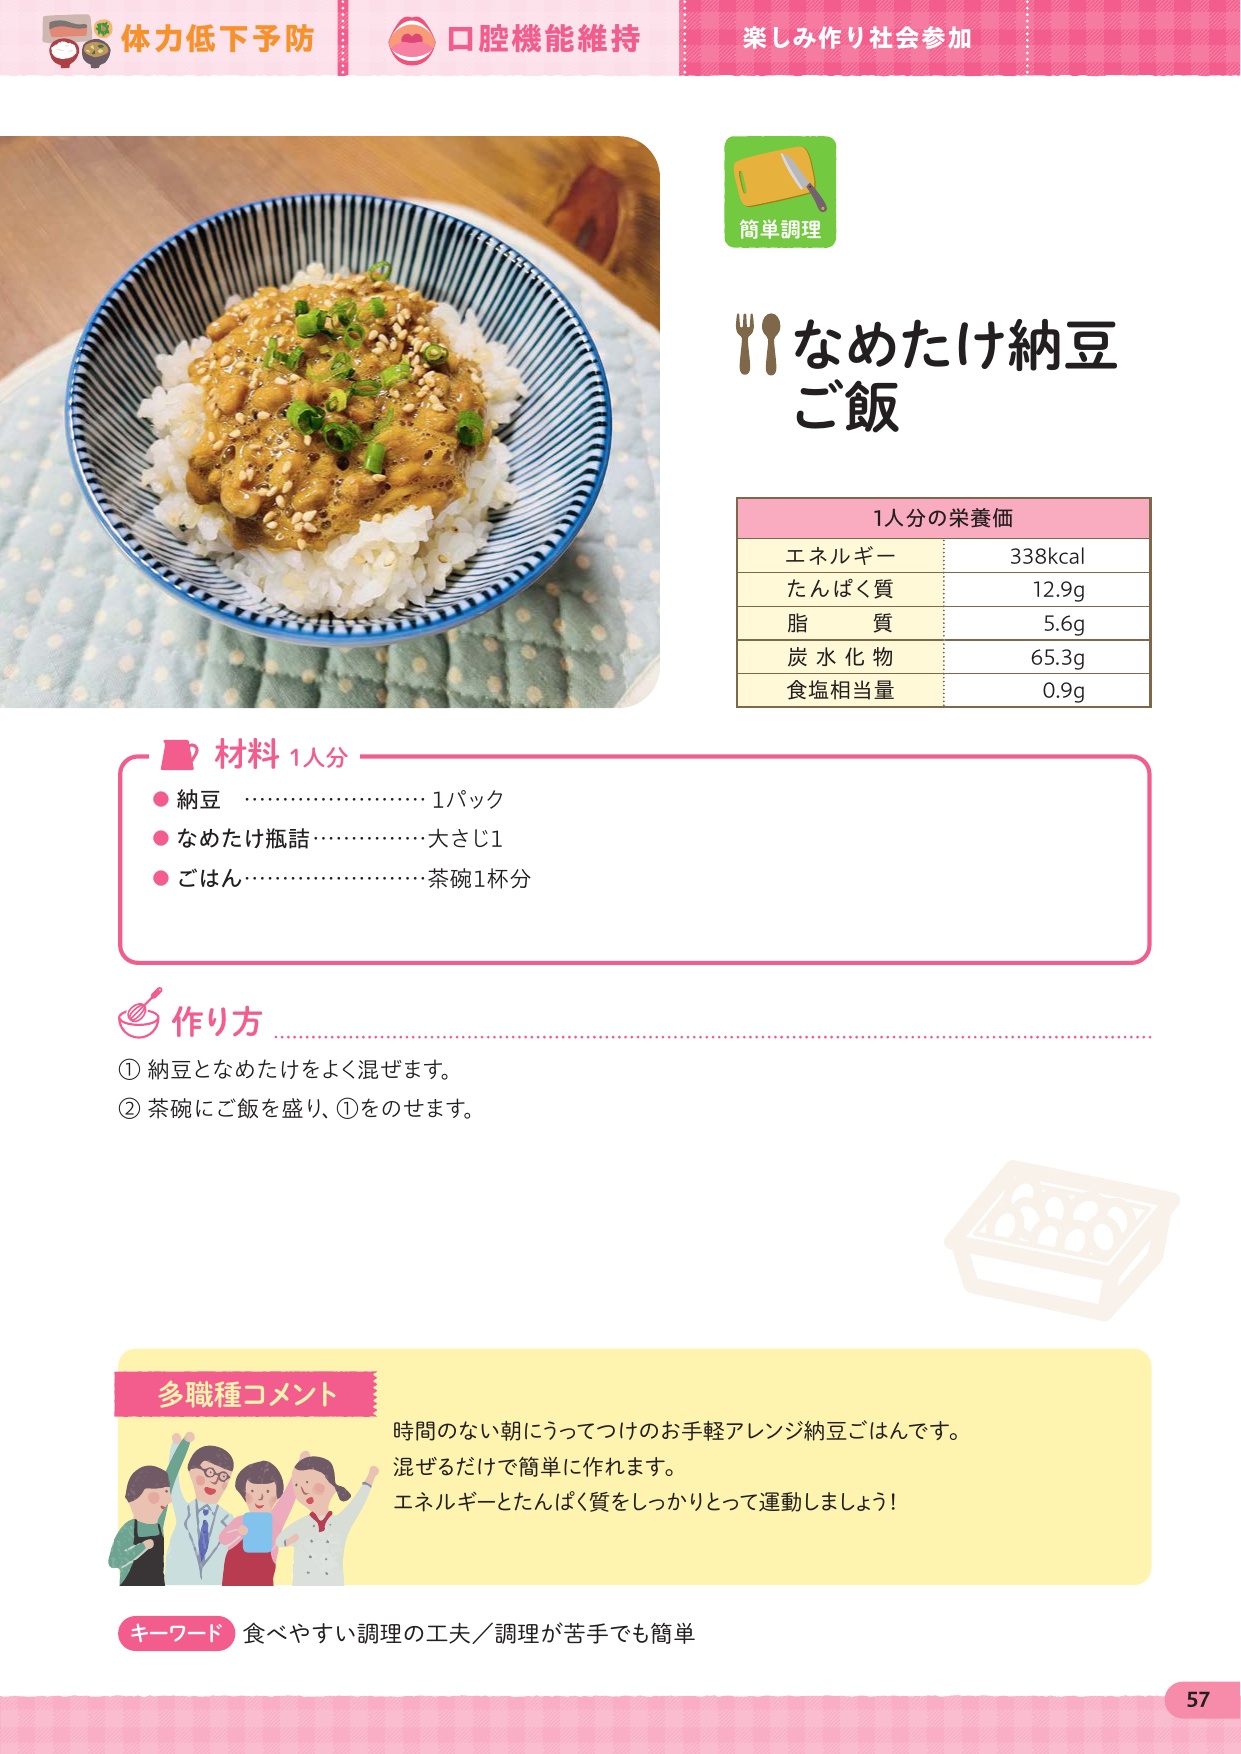 体力低下予防
口腔機能維持
楽しみ作り社会参加
簡単調理
なめたけ納豆
ご飯
1人分の栄養価
エネルギー 338kcal
たんぱく質 12.9g
脂　　　質 5.6g
炭水化物 65.3g
食塩相当量 0.9g
材料 1人分
● 納豆 …………………… 1パック
● なめたけ瓶詰……………大さじ1
● ごはん……………………茶碗1杯分
作り方
① 納豆となめたけをよく混ぜます。
② 茶碗にご飯を盛り、①をのせます。
多職種コメント
時間のない朝にうってつけのお手軽アレンジ納豆ごはんです。
混ぜるだけで簡単に作れます。
エネルギーとたんぱく質をしっかりとって運動しましょう！
キーワード 食べやすい調理の工夫／調理が苦手でも簡単
57